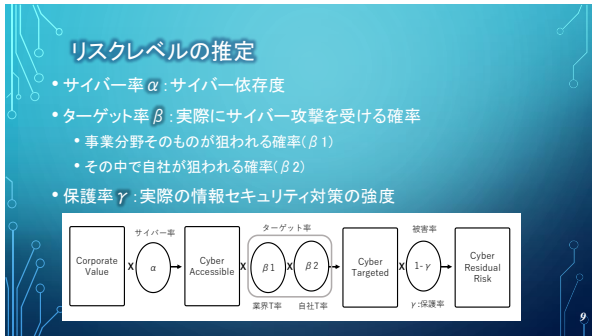 リスクレベルの推定
• サイバー率α:サイバー依存度
• ターゲット率β:実際にサイバー攻撃を受ける確率
• 事業分野そのものが狙われる確率(β1)
• その中で自社が狙われる確率(β2)
• 保護率γ:実際の情報セキュリティ対策の強度
サイバー率
ターゲット率
被害率
Corporate
Value
X
α
Cyber
Accessible
X
β1
X
β2
Cyber
Targeted
X
1-γ
Cyber
Residual
Risk
業界T率
自社T率
γ:保護率
9